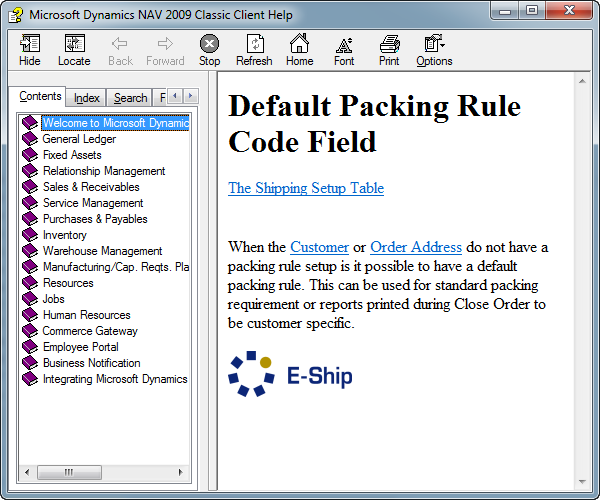 Microsoft Dynamics NAV 2009 Classic Client Help
Hide Locate Back Forward Stop Refresh Home Font Print Options
Contents Index Search F
Welcome to Microsoft Dynamic
General Ledger
Fixed Assets
Relationship Management
Sales & Receivables
Service Management
Purchases & Payables
Inventory
Warehouse Management
Manufacturing/Cap. Reqts. Pla
Resources
Jobs
Human Resources
Commerce Gateway
Employee Portal
Business Notification
Integrating Microsoft Dynamics
Default Packing Rule
Code Field
The Shipping Setup Table
When the Customer or Order Address do not have a
packing rule setup is it possible to have a default
packing rule. This can be used for standard packing
requirement or reports printed during Close Order to
be customer specific.
E-Ship